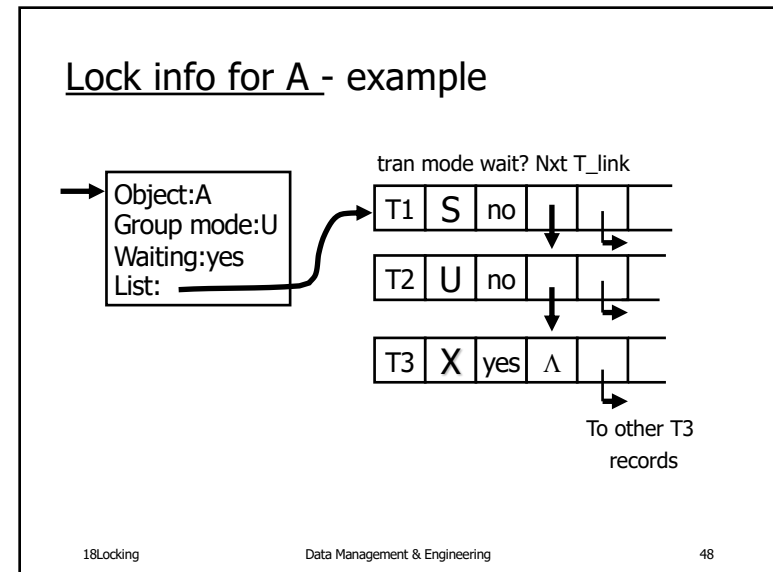 Lock info for A - example
tran mode wait? Nxt T_link
Object:A
Group mode:U
Waiting:yes
List:
T1 S no
T2 U no
T3 X yes Λ
To other T3
records
18Locking Data Management & Engineering 48